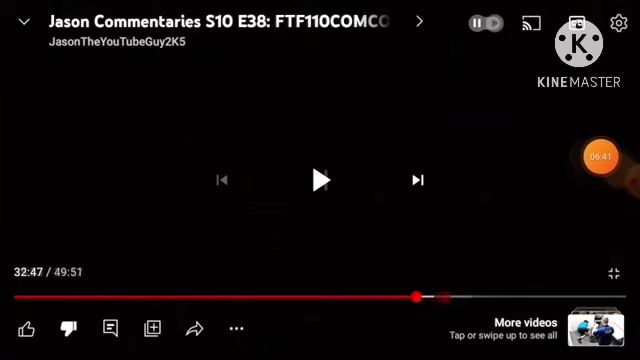 Jason Commentaries S10 E38: FTF110COMCO
JasonTheYouTubeGuy2K5
K
KINEMASTER
06:41
32:47 / 49:51
More videos
Tap or swipe up to see all